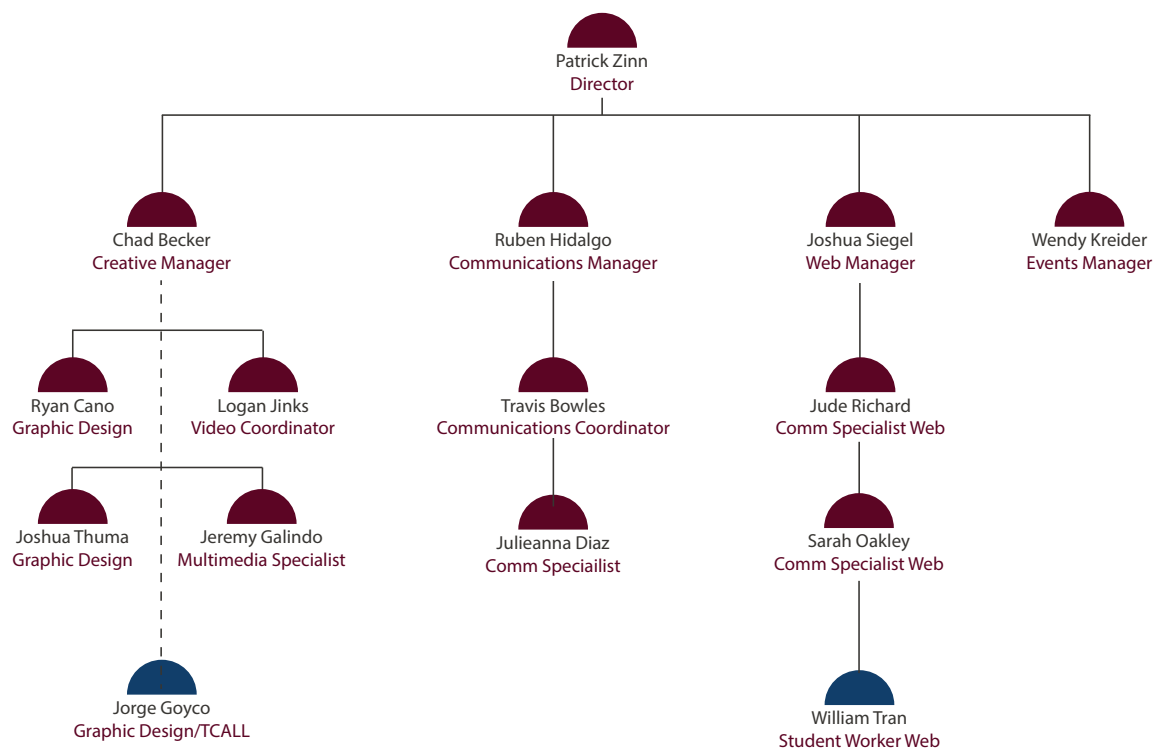 Patrick Zinn
Director
Chad Becker
Creative Manager
Ruben Hidalgo
Communications Manager
Joshua Siegel
Web Manager
Wendy Kreider
Events Manager
Ryan Cano
Graphic Design
Logan Jinks
Video Coordinator
Travis Bowles
Communications Coordinator
Jude Richard
Comm Specialist Web
Joshua Thuma
Graphic Design
Jeremy Galindo
Multimedia Specialist
Julieanna Diaz
Comm Speciailist
Sarah Oakley
Comm Specialist Web
Jorge Goyco
Graphic Design/TCALL
William Tran
Student Worker Web